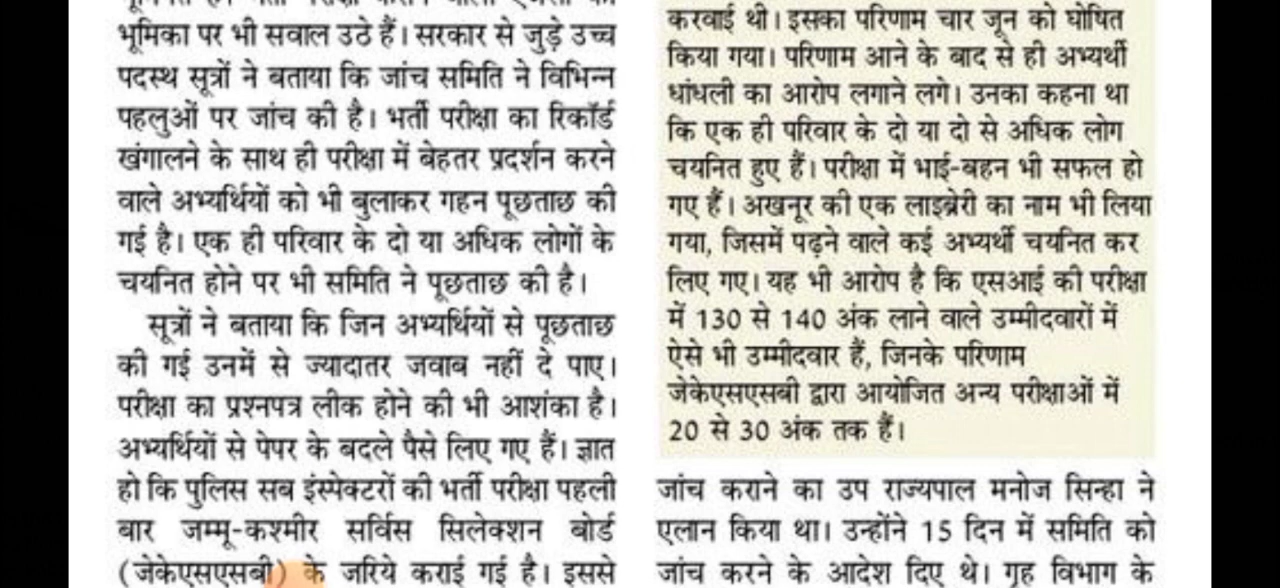 भूमिका पर भी सवाल उठे हैं। सरकार से जुड़े उच्च
पदस्थ सूत्रों ने बताया कि जांच समिति ने विभिन्न
पहलुओं पर जांच की है। भर्ती परीक्षा का रिकॉर्ड
खंगालने के साथ ही परीक्षा में बेहतर प्रदर्शन करने
वाले अभ्यर्थियों को भी बुलाकर गहन पूछताछ की
गई है। एक ही परिवार के दो या अधिक लोगों के
चयनित होने पर भी समिति ने पूछताछ की है।
सूत्रों ने बताया कि जिन अभ्यर्थियों से पूछताछ
की गई उनमें से ज्यादातर जवाब नहीं दे पाए।
परीक्षा का प्रश्नपत्र लीक होने की भी आशंका है।
अभ्यर्थियों से पेपर के बदले पैसे लिए गए हैं। ज्ञात
हो कि पुलिस सब इंस्पेक्टरों की भर्ती परीक्षा पहली
बार जम्मू-कश्मीर सर्विस सिलेक्शन बोर्ड
(जेकेएसएसबी) के जरिये कराई गई है। इससे
करवाई थी। इसका परिणाम चार जून को घोषित
किया गया। परिणाम आने के बाद से ही अभ्यर्थी
धांधली का आरोप लगाने लगे। उनका कहना था
कि एक ही परिवार के दो या दो से अधिक लोग
चयनित हुए हैं। परीक्षा में भाई-बहन भी सफल हो
गए हैं। अखनूर की एक लाइब्रेरी का नाम भी लिया
गया, जिसमें पढ़ने वाले कई अभ्यर्थी चयनित कर
लिए गए। यह भी आरोप है कि एसआई की परीक्षा
में 130 से 140 अंक लाने वाले उम्मीदवारों में
ऐसे भी उम्मीदवार हैं, जिनके परिणाम
जेकेएसएसबी द्वारा आयोजित अन्य परीक्षाओं में
20 से 30 अंक तक हैं।
जांच कराने का उप राज्यपाल मनोज सिन्हा ने
एलान किया था। उन्होंने 15 दिन में समिति को
जांच करने के आदेश दिए थे। गृह विभाग के